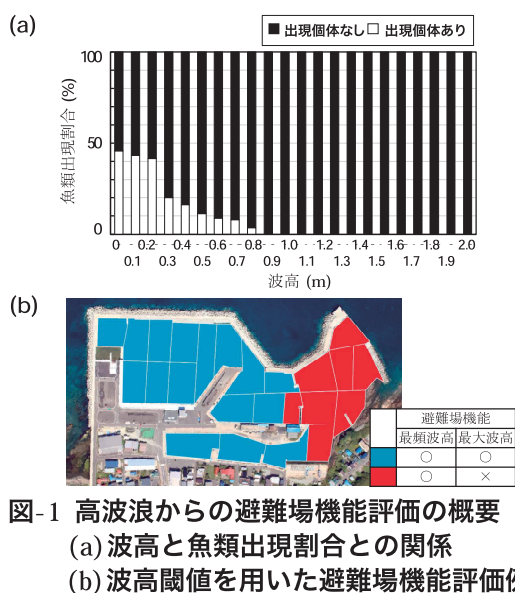 (a)
■ 出現個体なし □ 出現個体あり
魚類出現割合 (%)
100
50
0
0 0.2 0.4 0.6 0.8 1.0 1.2 1.4 1.6 1.8 2.0
0.1 0.3 0.5 0.7 0.9 1.1 1.3 1.5 1.7 1.9
波高 (m)
(b)
避難場機能
最頻波高 最大波高
○ ○
○ ×
図-1 高波浪からの避難場機能評価の概要
(a)波高と魚類出現割合との関係
(b)波高閾値を用いた避難場機能評価例